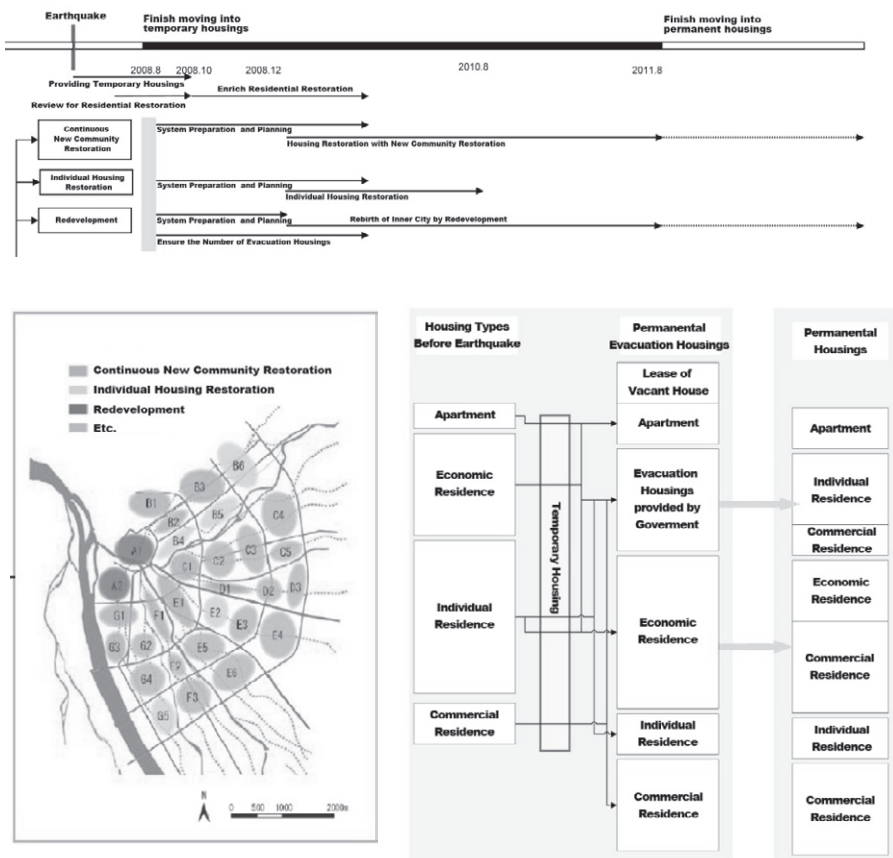 Earthquake
Finish moving into
temporary housings
Finish moving into
permanent housings
2008.8
2008.10
2008.12
2010.8
2011.8
Providing Temporary Housings
Enrich Residential Restoration
Review for Residential Restoration
Continuous
New Community
Restoration
System Preparation and Planning
Housing Restoration with New Community Restoration
Individual Housing
Restoration
System Preparation and Planning
Individual Housing Restoration
Redevelopment
System Preparation and Planning
Rebirth of Inner City by Redevelopment
Ensure the Number of Evacuation Housings
Continuous New Community Restoration
Individual Housing Restoration
Redevelopment
Etc.
B6
B3
B1
B2
B5
C4
B4
A1
C3
C5
C2
C1
A2
D1
D2
D3
E1
G1
F1
E2
E3
E4
G3
G2
E5
F2
E6
G4
F3
G5
N
0 500 1000 2000m
Housing Types
Before Earthquake
Apartment
Economic
Residence
Individual
Residence
Commercial
Residence
Temporary Housing
Permanental
Evacuation Housings
Lease of
Vacant House
Apartment
Evacuation
Housings
provided by
Goverment
Economic
Residence
Individual
Residence
Commercial
Residence
Permanental
Housings
Apartment
Individual
Residence
Commercial
Residence
Economic
Residence
Commercial
Residence
Individual
Residence
Commercial
Residence